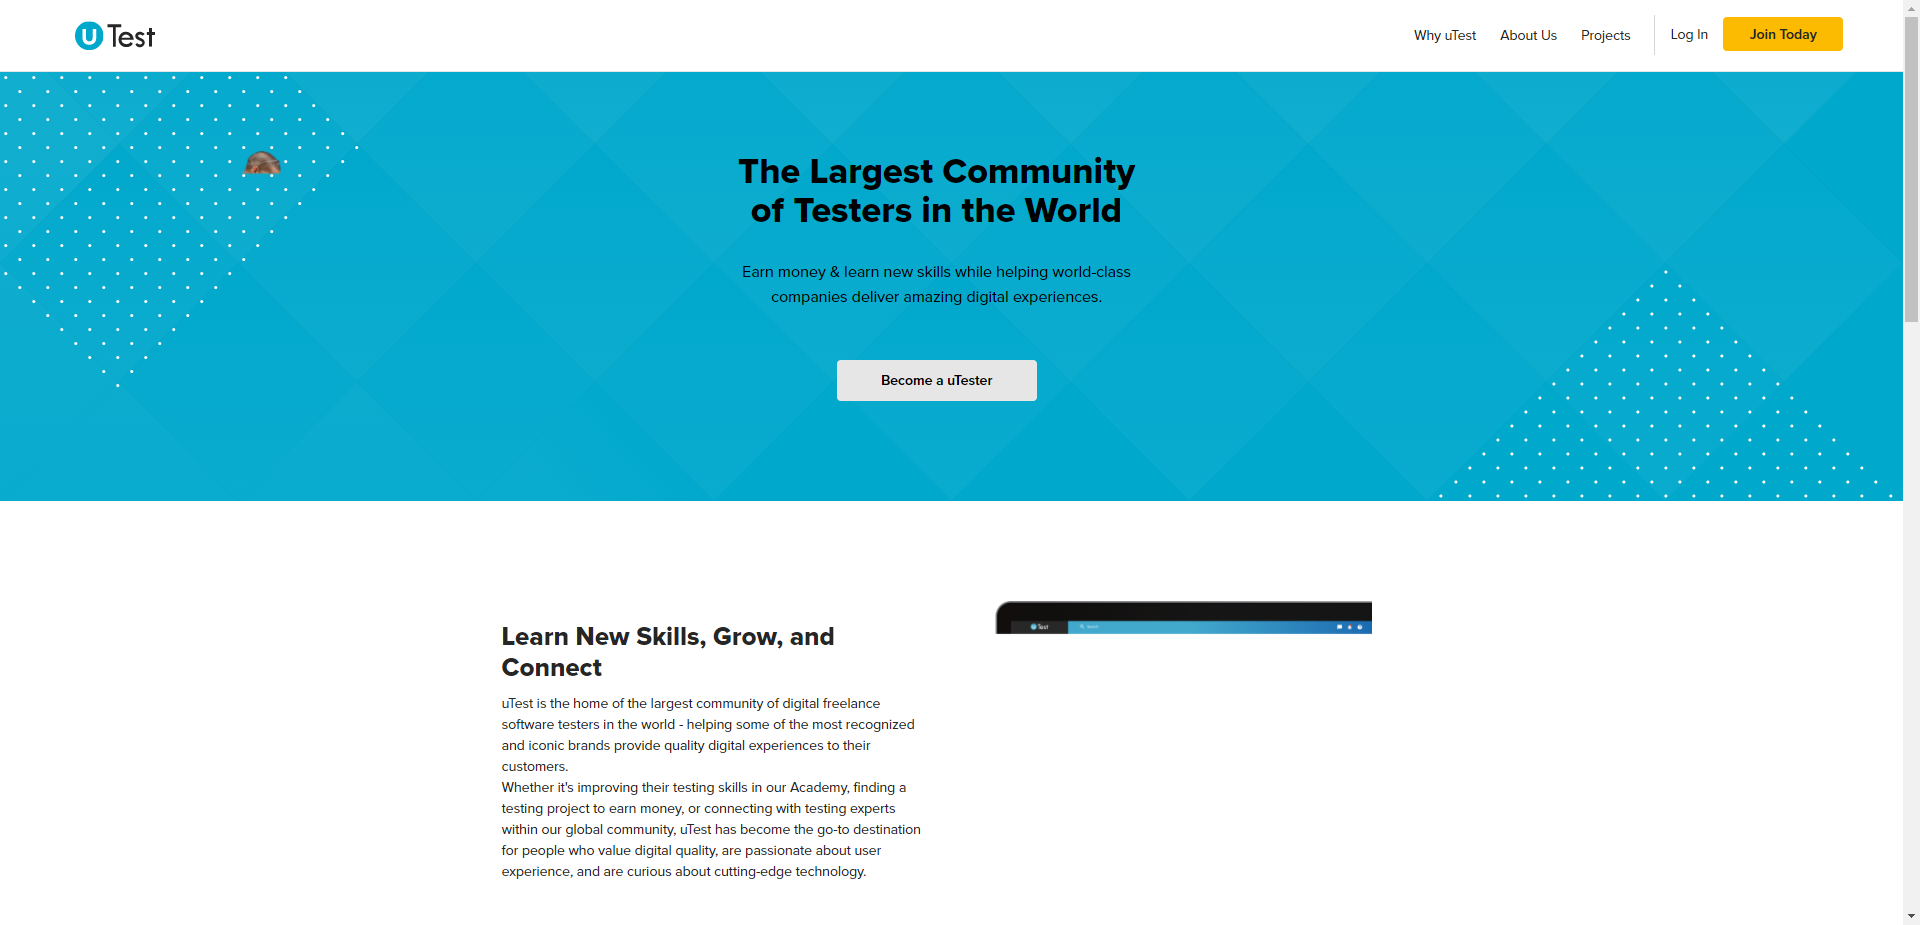 uTest
Why uTest
About Us
Projects
Log In
Join Today
The Largest Community
of Testers in the World
Earn money & learn new skills while helping world-class
companies deliver amazing digital experiences.
Become a uTester
uTest
Search
Learn New Skills, Grow, and
Connect
uTest is the home of the largest community of digital freelance
software testers in the world - helping some of the most recognized
and iconic brands provide quality digital experiences to their
customers.
Whether it's improving their testing skills in our Academy, finding a
testing project to earn money, or connecting with testing experts
within our global community, uTest has become the go-to destination
for people who value digital quality, are passionate about user
experience, and are curious about cutting-edge technology.